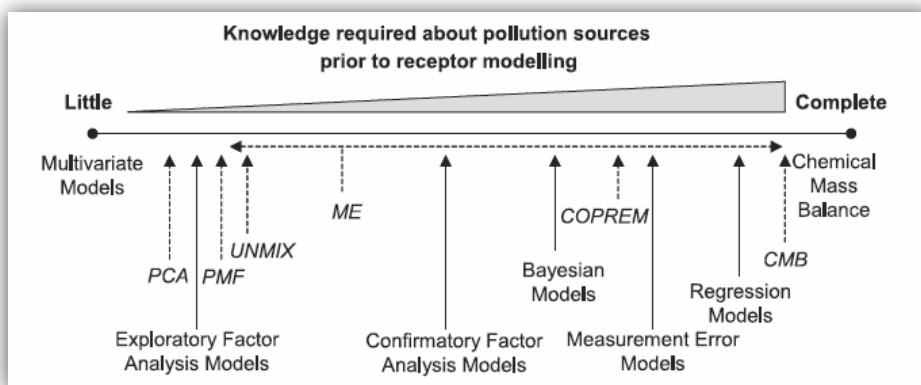 Knowledge required about pollution sources
prior to receptor modelling
Little
Complete
Multivariate
Models
Chemical
Mass
Balance
ME
COPREM
UNMIX
PCA
PMF
CMB
Bayesian
Models
Regression
Models
Exploratory Factor
Analysis Models
Confirmatory Factor
Analysis Models
Measurement Error
Models